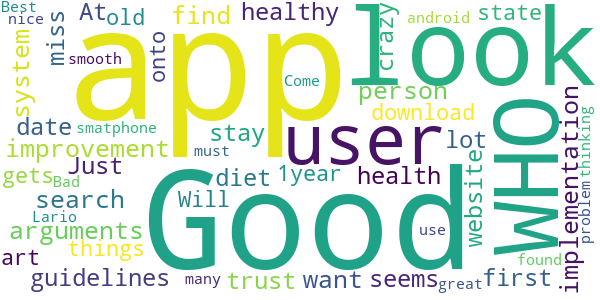 Best
nice
At old
miss
find
healthy
crazy
android
state
app
look
system
smooth
onto
Come
person
download
date
smatphone
stay
user
lot
WHO
implementation
thinking
improvement
must
Just
gets
Bad
diet
1year
health
website
search
Good
Will
Lario
arguments
use
problem
things
found
art
guidelines
many
trust
want
seems
great
first